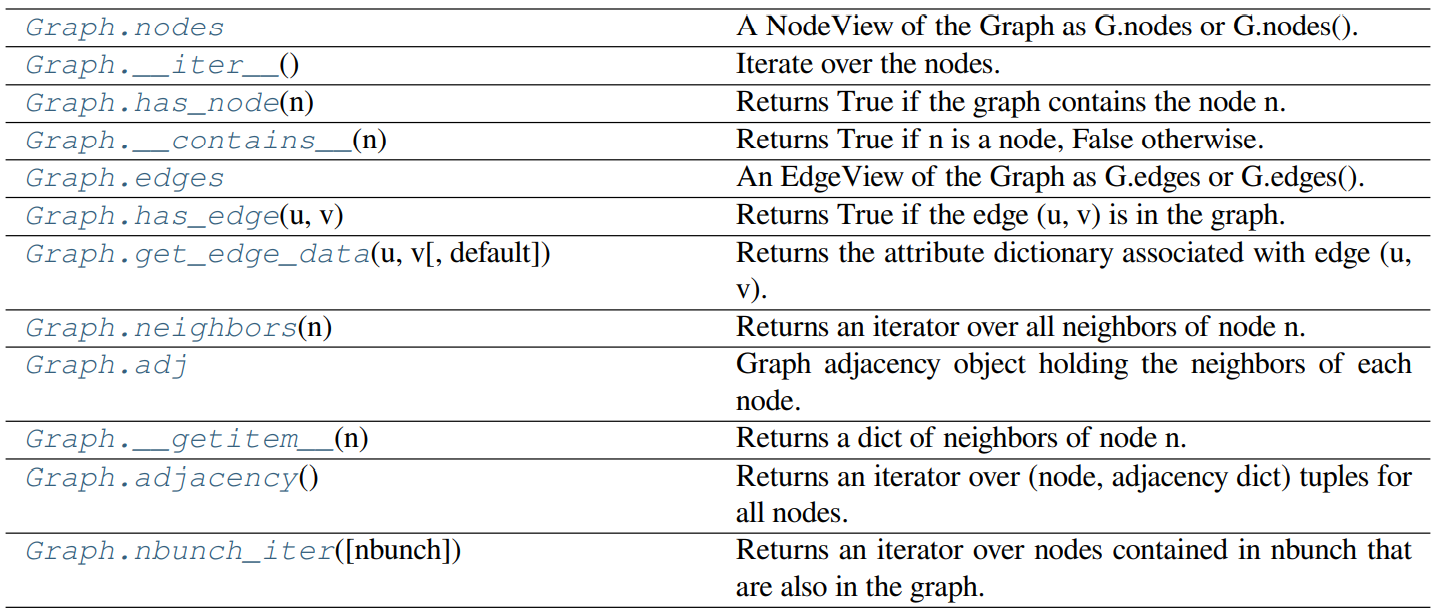 Graph.nodes A NodeView of the Graph as G.nodes or G.nodes().
Graph.__iter__() Iterate over the nodes.
Graph.has_node(n) Returns True if the graph contains the node n.
Graph.__contains__(n) Returns True if n is a node, False otherwise.
Graph.edges An EdgeView of the Graph as G.edges or G.edges().
Graph.has_edge(u, v) Returns True if the edge (u, v) is in the graph.
Graph.get_edge_data(u, v[, default]) Returns the attribute dictionary associated with edge (u,
v).
Graph.neighbors(n) Returns an iterator over all neighbors of node n.
Graph.adj Graph adjacency object holding the neighbors of each
node.
Graph.__getitem__(n) Returns a dict of neighbors of node n.
Graph.adjacency() Returns an iterator over (node, adjacency dict) tuples for
all nodes.
Graph.nbunch_iter([nbunch]) Returns an iterator over nodes contained in nbunch that
are also in the graph.